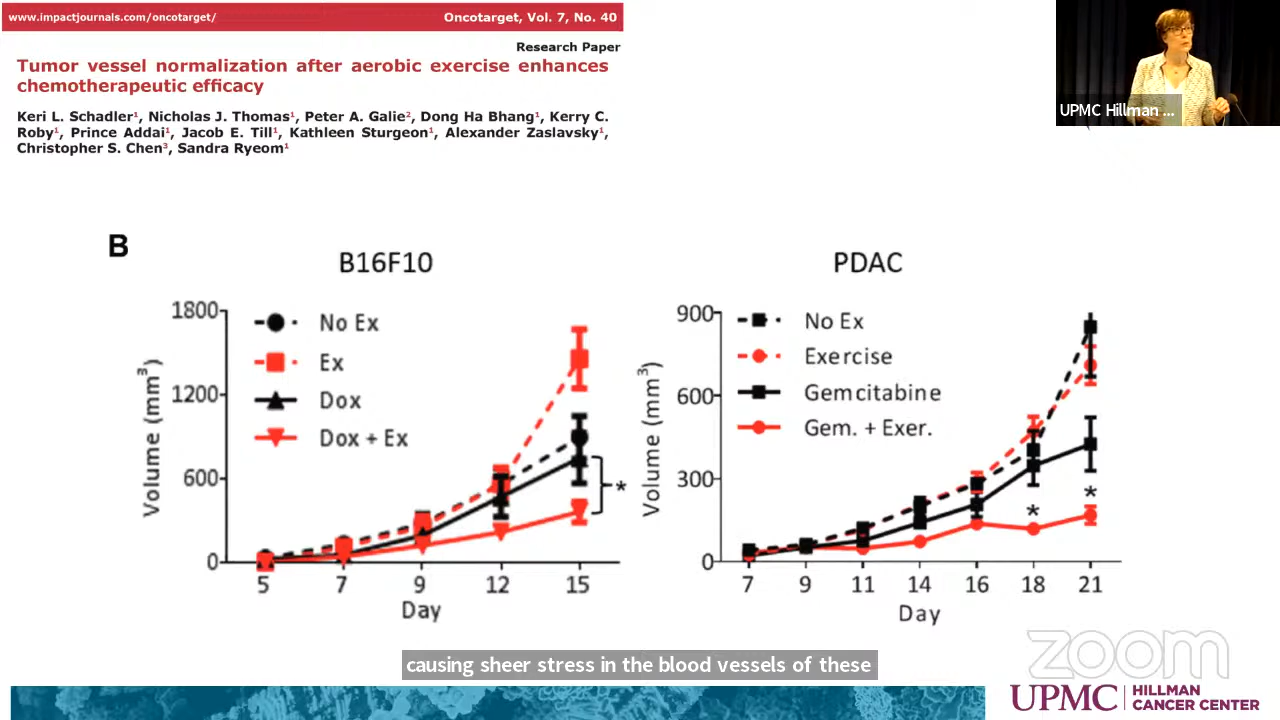 www.impactjournals.com/oncotarget/ Oncotarget, Vol. 7, No. 40
Research Paper
Tumor vessel normalization after aerobic exercise enhances
chemotherapeutic efficacy
Keri L. Schadler1, Nicholas J. Thomas1, Peter A. Galie2, Dong Ha Bhang1, Kerry C.
Roby1, Prince Addai1, Jacob E. Till1, Kathleen Sturgeon1, Alexander Zaslavsky1,
Christopher S. Chen3, Sandra Ryeom1
UPMC Hillman ...
B
B16F10
Volume (mm3)
1800
1200
600
0
No Ex
Ex
Dox
Dox + Ex
*
5 7 9 12 15
Day
PDAC
Volume (mm3)
900
600
300
0
No Ex
Exercise
Gemcitabine
Gem. + Exer.
*
*
7 9 11 14 16 18 21
Day
causing sheer stress in the blood vessels of these
zoom
UPMC HILLMAN
CANCER CENTER